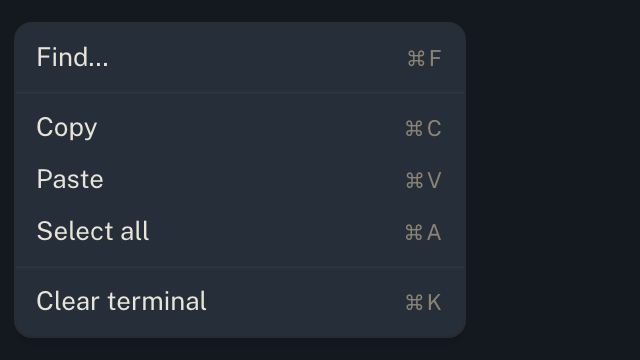 Find... ⌘F
Copy ⌘C
Paste ⌘V
Select all ⌘A
Clear terminal ⌘K